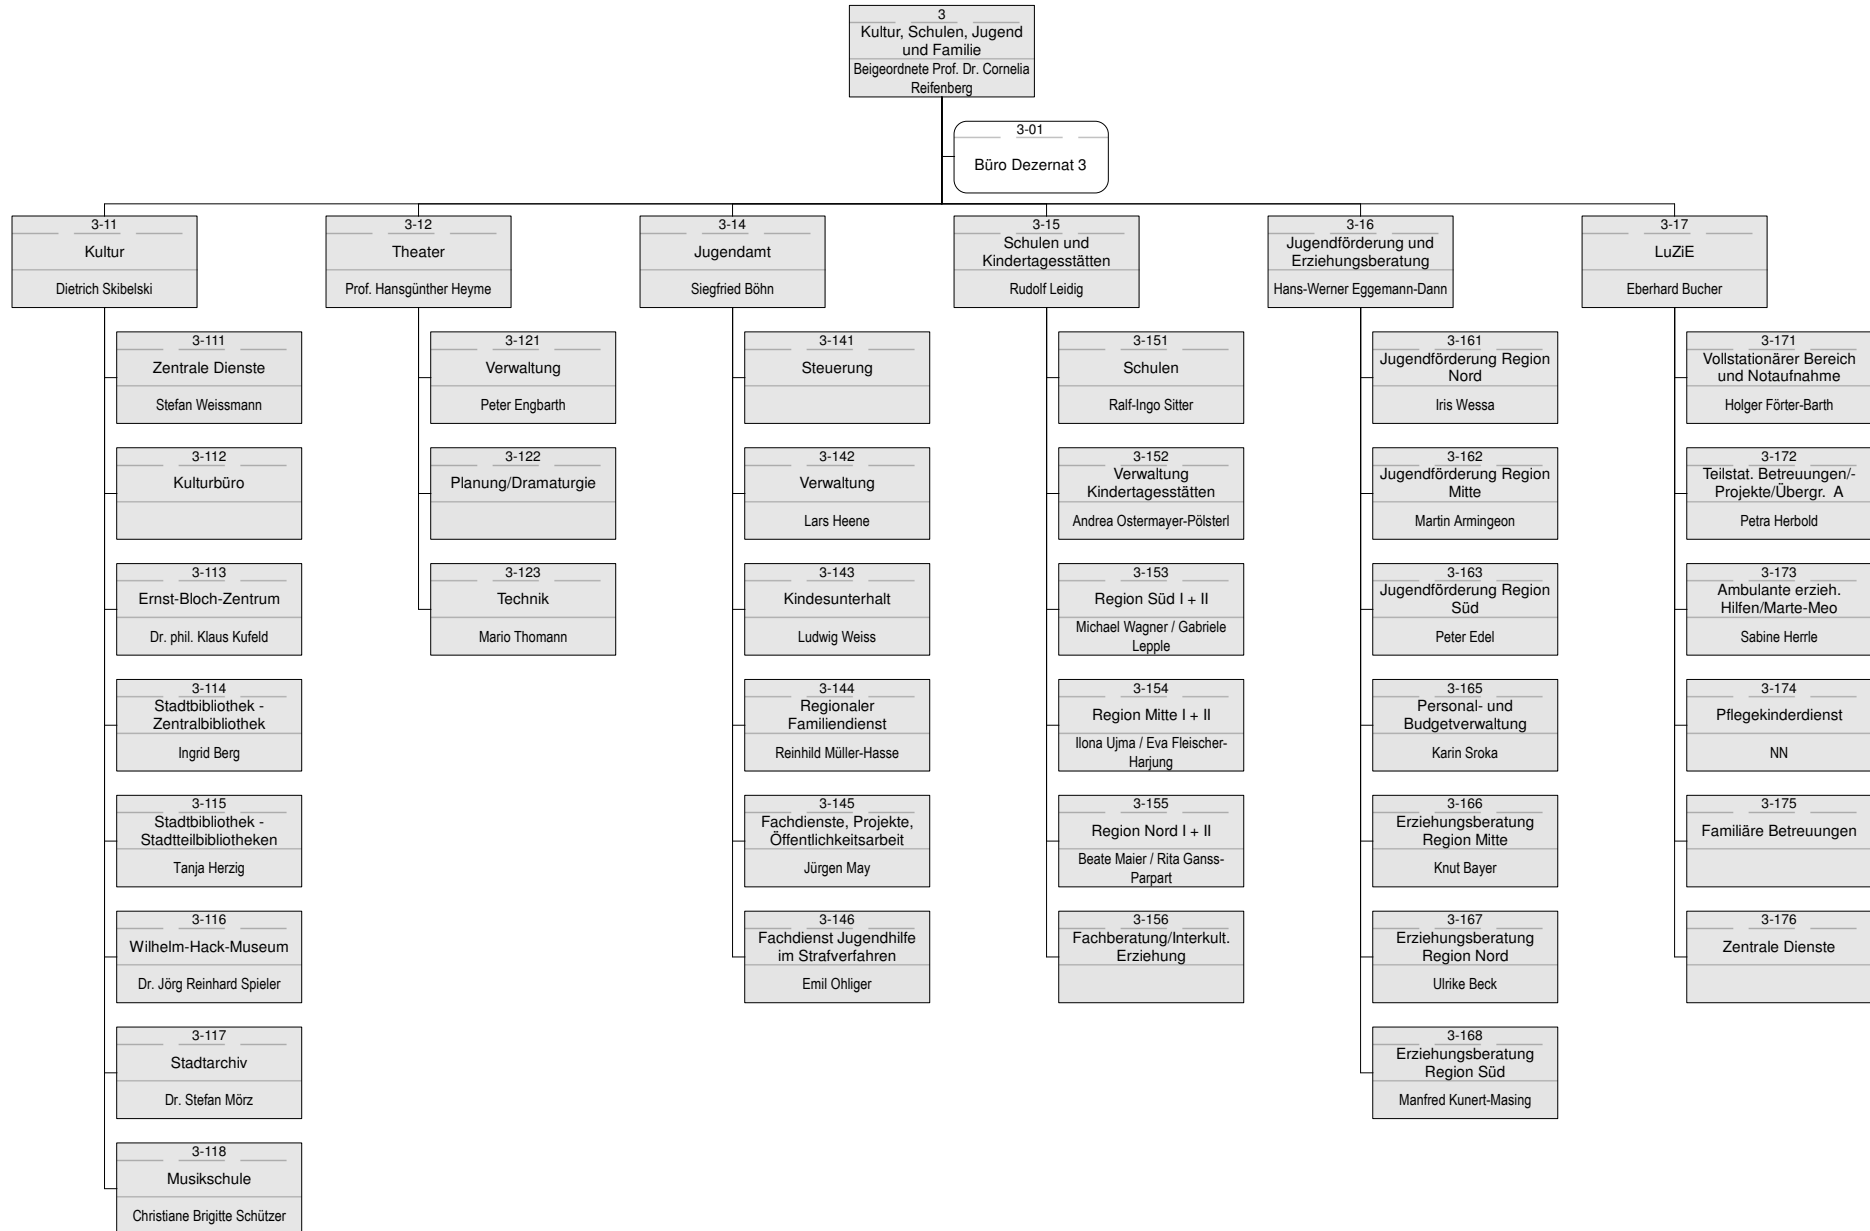 3
Kultur, Schulen, Jugend
und Familie
Beigeordnete Prof. Dr. Cornelia
Reifenberg
3-01
Büro Dezernat 3
3-11
Kultur
Dietrich Skibelski
3-111
Zentrale Dienste
Stefan Weissmann
3-112
Kulturbüro
3-113
Ernst-Bloch-Zentrum
Dr. phil. Klaus Kufeld
3-114
Stadtbibliothek -
Zentralbibliothek
Ingrid Berg
3-115
Stadtbibliothek -
Stadtteilbibliotheken
Tanja Herzig
3-116
Wilhelm-Hack-Museum
Dr. Jörg Reinhard Spieler
3-117
Stadtarchiv
Dr. Stefan Mörz
3-118
Musikschule
Christiane Brigitte Schützer
3-12
Theater
Prof. Hansgünther Heyme
3-121
Verwaltung
Peter Engbarth
3-122
Planung/Dramaturgie
3-123
Technik
Mario Thomann
3-14
Jugendamt
Siegfried Böhn
3-141
Steuerung
3-142
Verwaltung
Lars Heene
3-143
Kindesunterhalt
Ludwig Weiss
3-144
Regionaler
Familiendienst
Reinhild Müller-Hasse
3-145
Fachdienste, Projekte,
Öffentlichkeitsarbeit
Jürgen May
3-146
Fachdienst Jugendhilfe
im Strafverfahren
Emil Ohliger
3-15
Schulen und
Kindertagesstätten
Rudolf Leidig
3-151
Schulen
Ralf-Ingo Sitter
3-152
Verwaltung
Kindertagesstätten
Andrea Ostermayer-Pölsterl
3-153
Region Süd I + II
Michael Wagner / Gabriele
Lepple
3-154
Region Mitte I + II
Ilona Ujma / Eva Fleischer-
Harjung
3-155
Region Nord I + II
Beate Maier / Rita Ganss-
Parpart
3-156
Fachberatung/Interkult.
Erziehung
3-16
Jugendförderung und
Erziehungsberatung
Hans-Werner Eggemann-Dann
3-161
Jugendförderung Region
Nord
Iris Wessa
3-162
Jugendförderung Region
Mitte
Martin Armingeon
3-163
Jugendförderung Region
Süd
Peter Edel
3-165
Personal- und
Budgetverwaltung
Karin Sroka
3-166
Erziehungsberatung
Region Mitte
Knut Bayer
3-167
Erziehungsberatung
Region Nord
Ulrike Beck
3-168
Erziehungsberatung
Region Süd
Manfred Kunert-Masing
3-17
LuZiE
Eberhard Bucher
3-171
Vollstationärer Bereich
und Notaufnahme
Holger Förter-Barth
3-172
Teilstat. Betreuungen/-
Projekte/Übergr. A
Petra Herbold
3-173
Ambulante erzieh.
Hilfen/Marte-Meo
Sabine Herrle
3-174
Pflegekinderdienst
NN
3-175
Familiäre Betreuungen
3-176
Zentrale Dienste